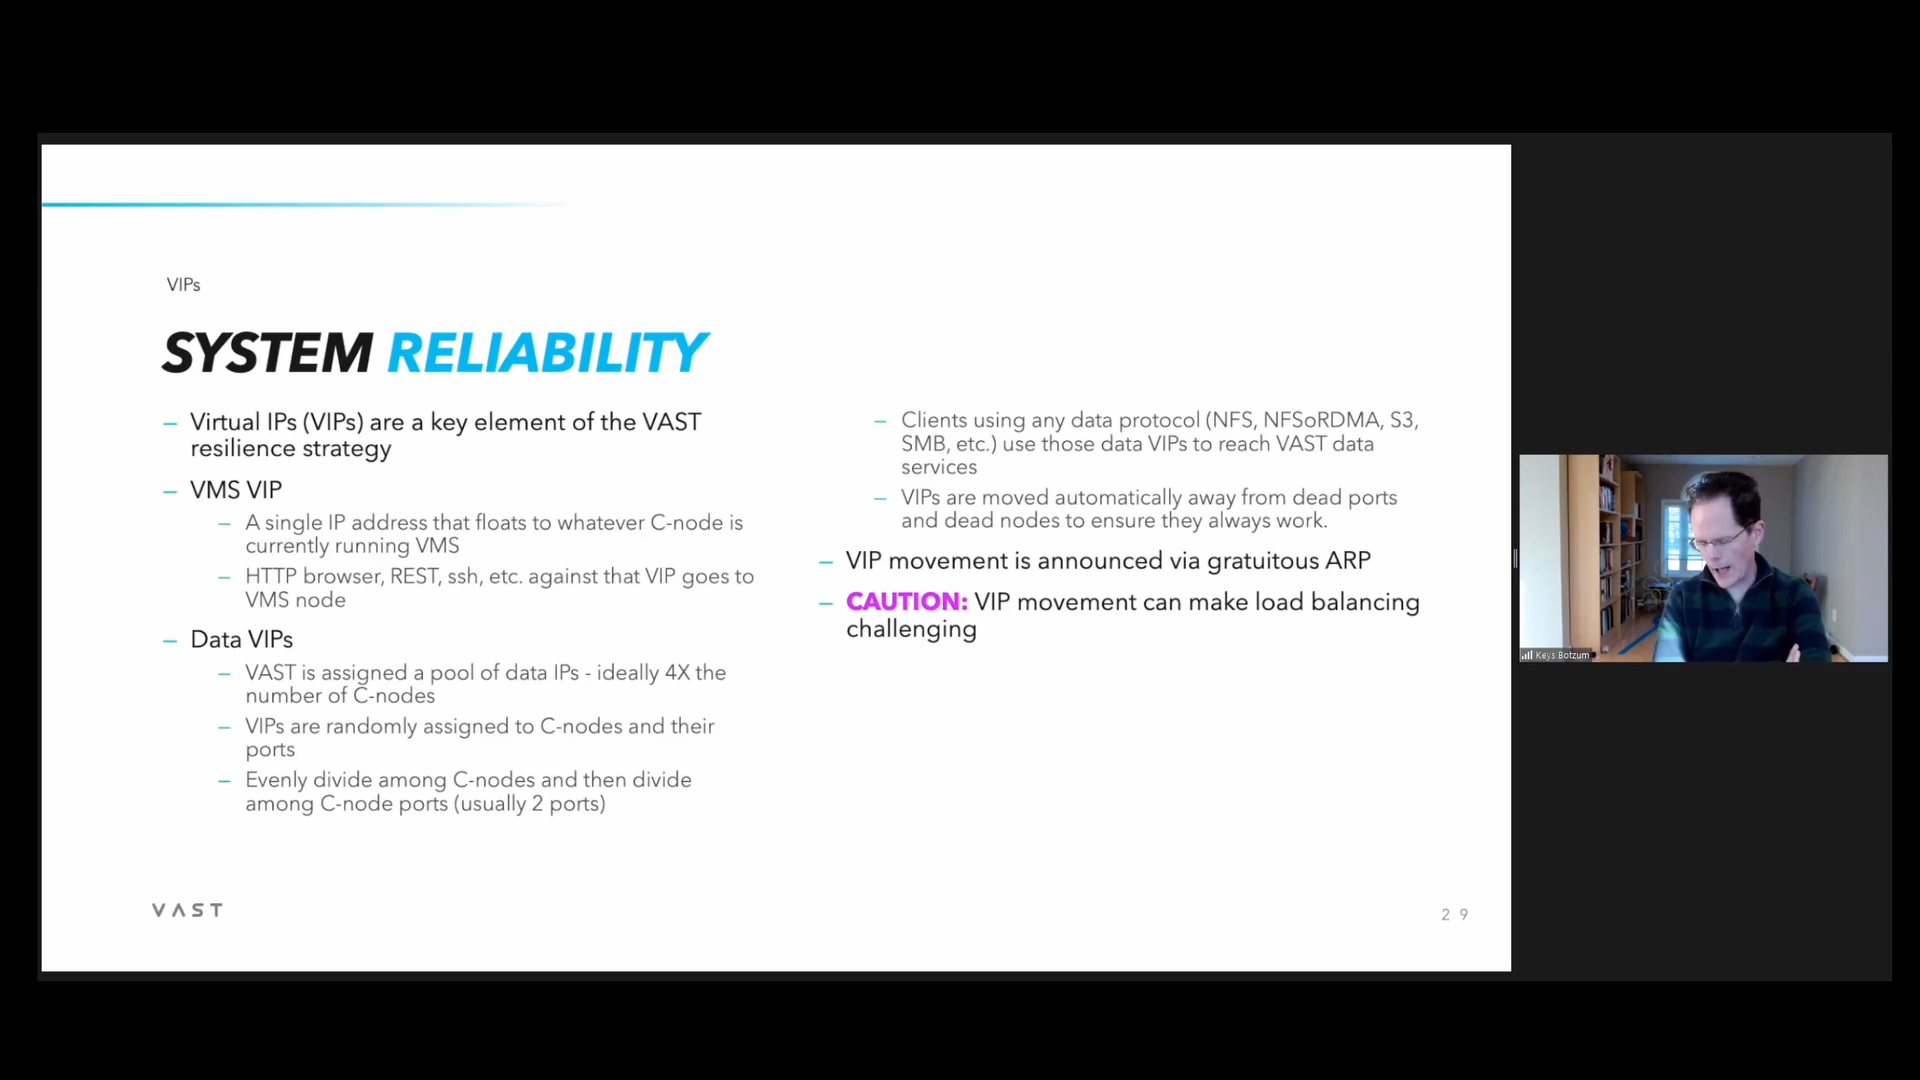 VIPs
SYSTEM RELIABILITY
– Virtual IPs (VIPs) are a key element of the VAST
resilience strategy
– VMS VIP
– A single IP address that floats to whatever C-node is
currently running VMS
– HTTP browser, REST, ssh, etc. against that VIP goes to
VMS node
– Data VIPs
– VAST is assigned a pool of data IPs - ideally 4X the
number of C-nodes
– VIPs are randomly assigned to C-nodes and their
ports
– Evenly divide among C-nodes and then divide
among C-node ports (usually 2 ports)
– Clients using any data protocol (NFS, NFSoRDMA, S3,
SMB, etc.) use those data VIPs to reach VAST data
services
– VIPs are moved automatically away from dead ports
and dead nodes to ensure they always work.
– VIP movement is announced via gratuitous ARP
– CAUTION: VIP movement can make load balancing
challenging
VAST
29
Keys Botzum